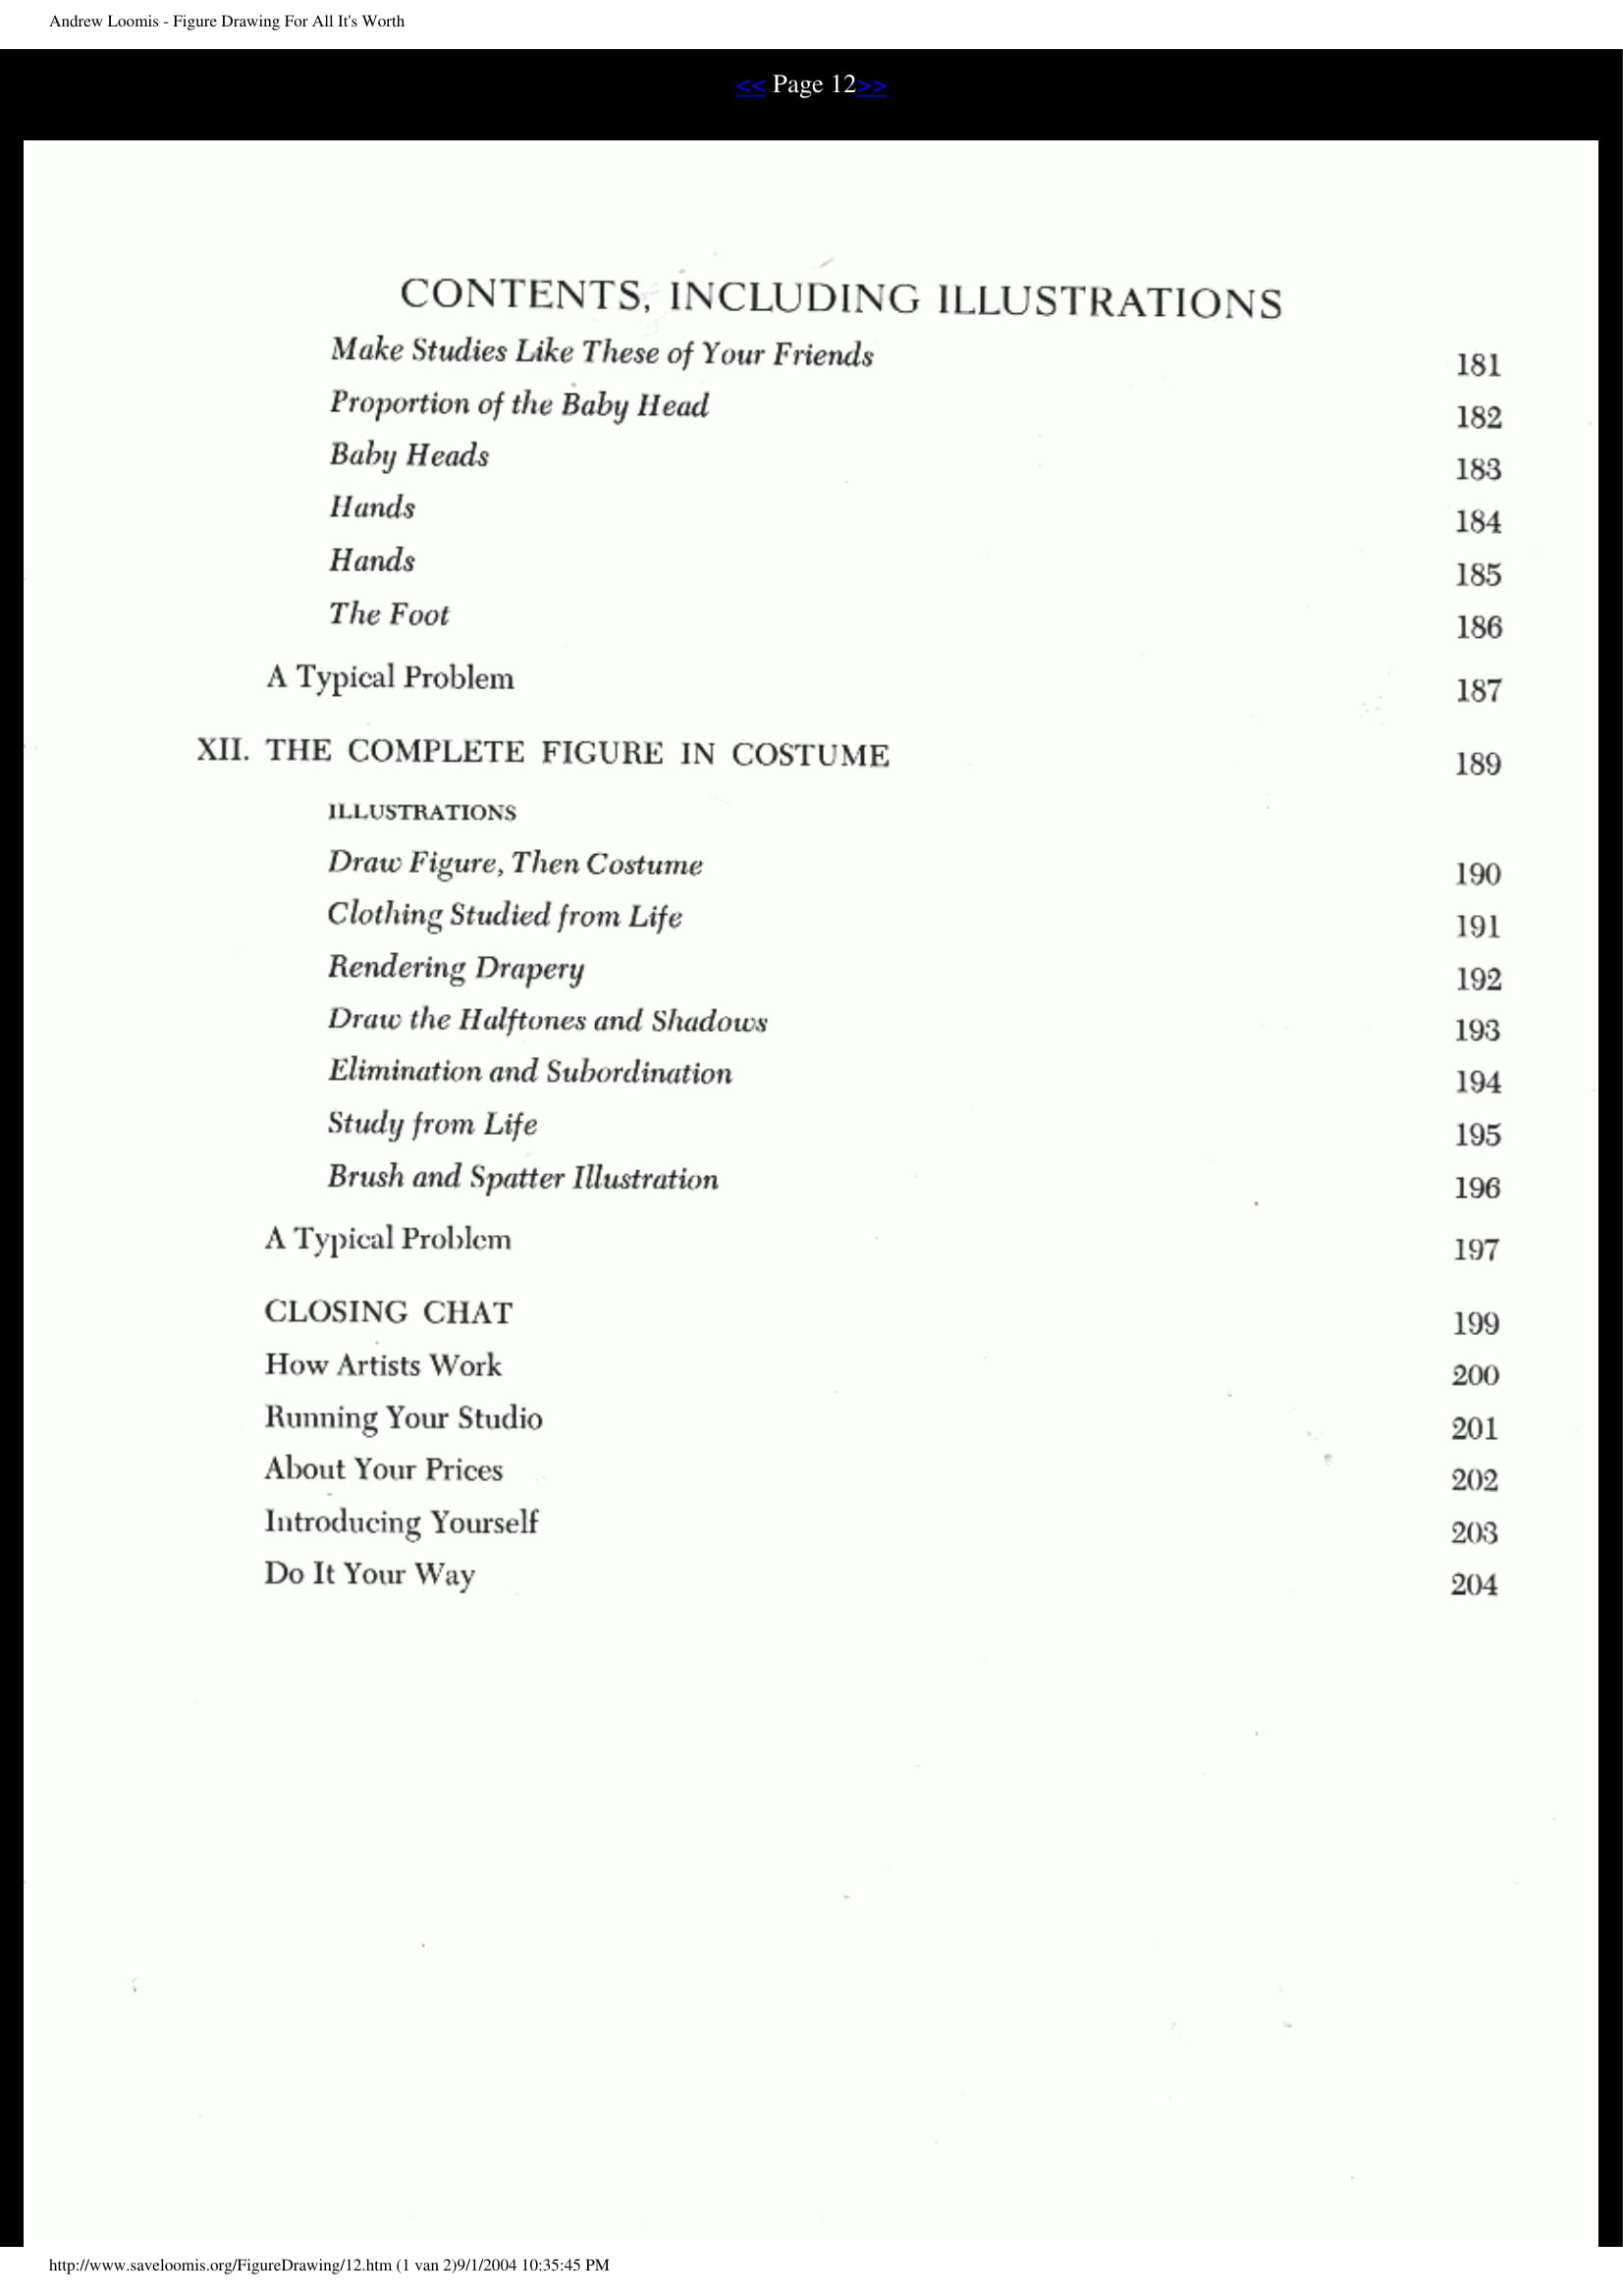 Andrew Loomis - Figure Drawing For All It's Worth
<< Page 12>>
CONTENTS, INCLUDING ILLUSTRATIONS
Make Studies Like These of Your Friends 181
Proportion of the Baby Head 182
Baby Heads 183
Hands 184
Hands 185
The Foot 186
A Typical Problem 187
XII. THE COMPLETE FIGURE IN COSTUME 189
ILLUSTRATIONS
Draw Figure, Then Costume 190
Clothing Studied from Life 191
Rendering Drapery 192
Draw the Halftones and Shadows 193
Elimination and Subordination 194
Study from Life 195
Brush and Spatter Illustration 196
A Typical Problem 197
CLOSING CHAT 199
How Artists Work 200
Running Your Studio 201
About Your Prices 202
Introducing Yourself 203
Do It Your Way 204
http://www.saveloomis.org/FigureDrawing/12.htm (1 van 2)9/1/2004 10:35:45 PM